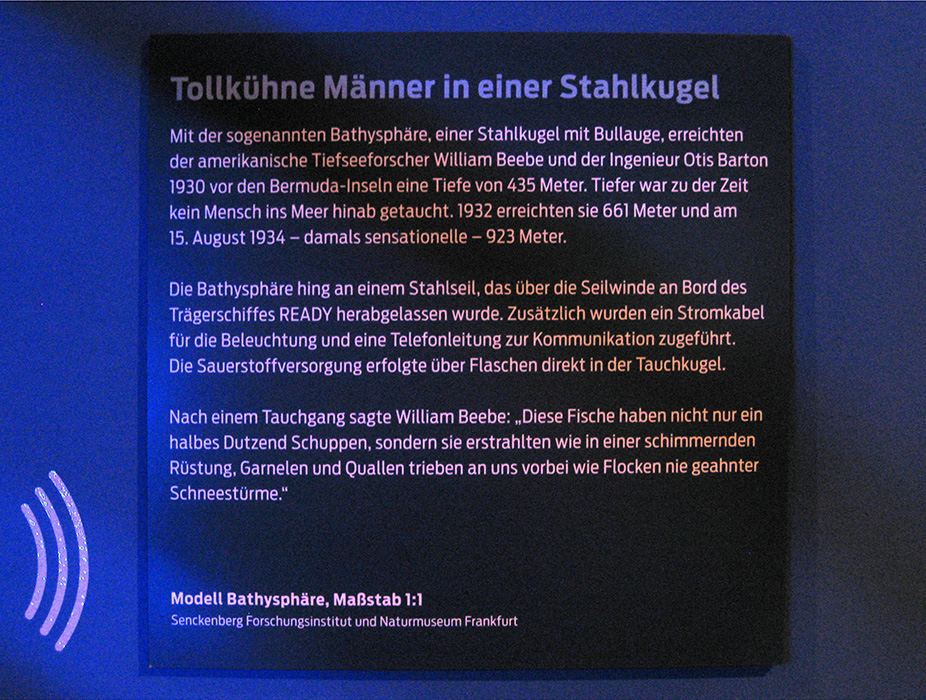 Tollkühne Männer in einer Stahlkugel
Mit der sogenannten Bathysphäre, einer Stahlkugel mit Bullauge, erreichten
der amerikanische Tiefseeforscher William Beebe und der Ingenieur Otis Barton
1930 vor den Bermuda-Inseln eine Tiefe von 435 Meter. Tiefer war zu der Zeit
kein Mensch ins Meer hinab getaucht. 1932 erreichten sie 661 Meter und am
15. August 1934 – damals sensationelle – 923 Meter.
Die Bathysphäre hing an einem Stahlseil, das über die Seilwinde an Bord des
Trägerschiffes READY herabgelassen wurde. Zusätzlich wurden ein Stromkabel
für die Beleuchtung und eine Telefonleitung zur Kommunikation zugeführt.
Die Sauerstoffversorgung erfolgte über Flaschen direkt in der Tauchkugel.
Nach einem Tauchgang sagte William Beebe: „Diese Fische haben nicht nur ein
halbes Dutzend Schuppen, sondern sie erstrahlten wie in einer schimmernden
Rüstung, Garnelen und Quallen trieben an uns vorbei wie Flocken nie geahnter
Schneestürme.“
Modell Bathysphäre, Maßstab 1:1
Senckenberg Forschungsinstitut und Naturmuseum Frankfurt